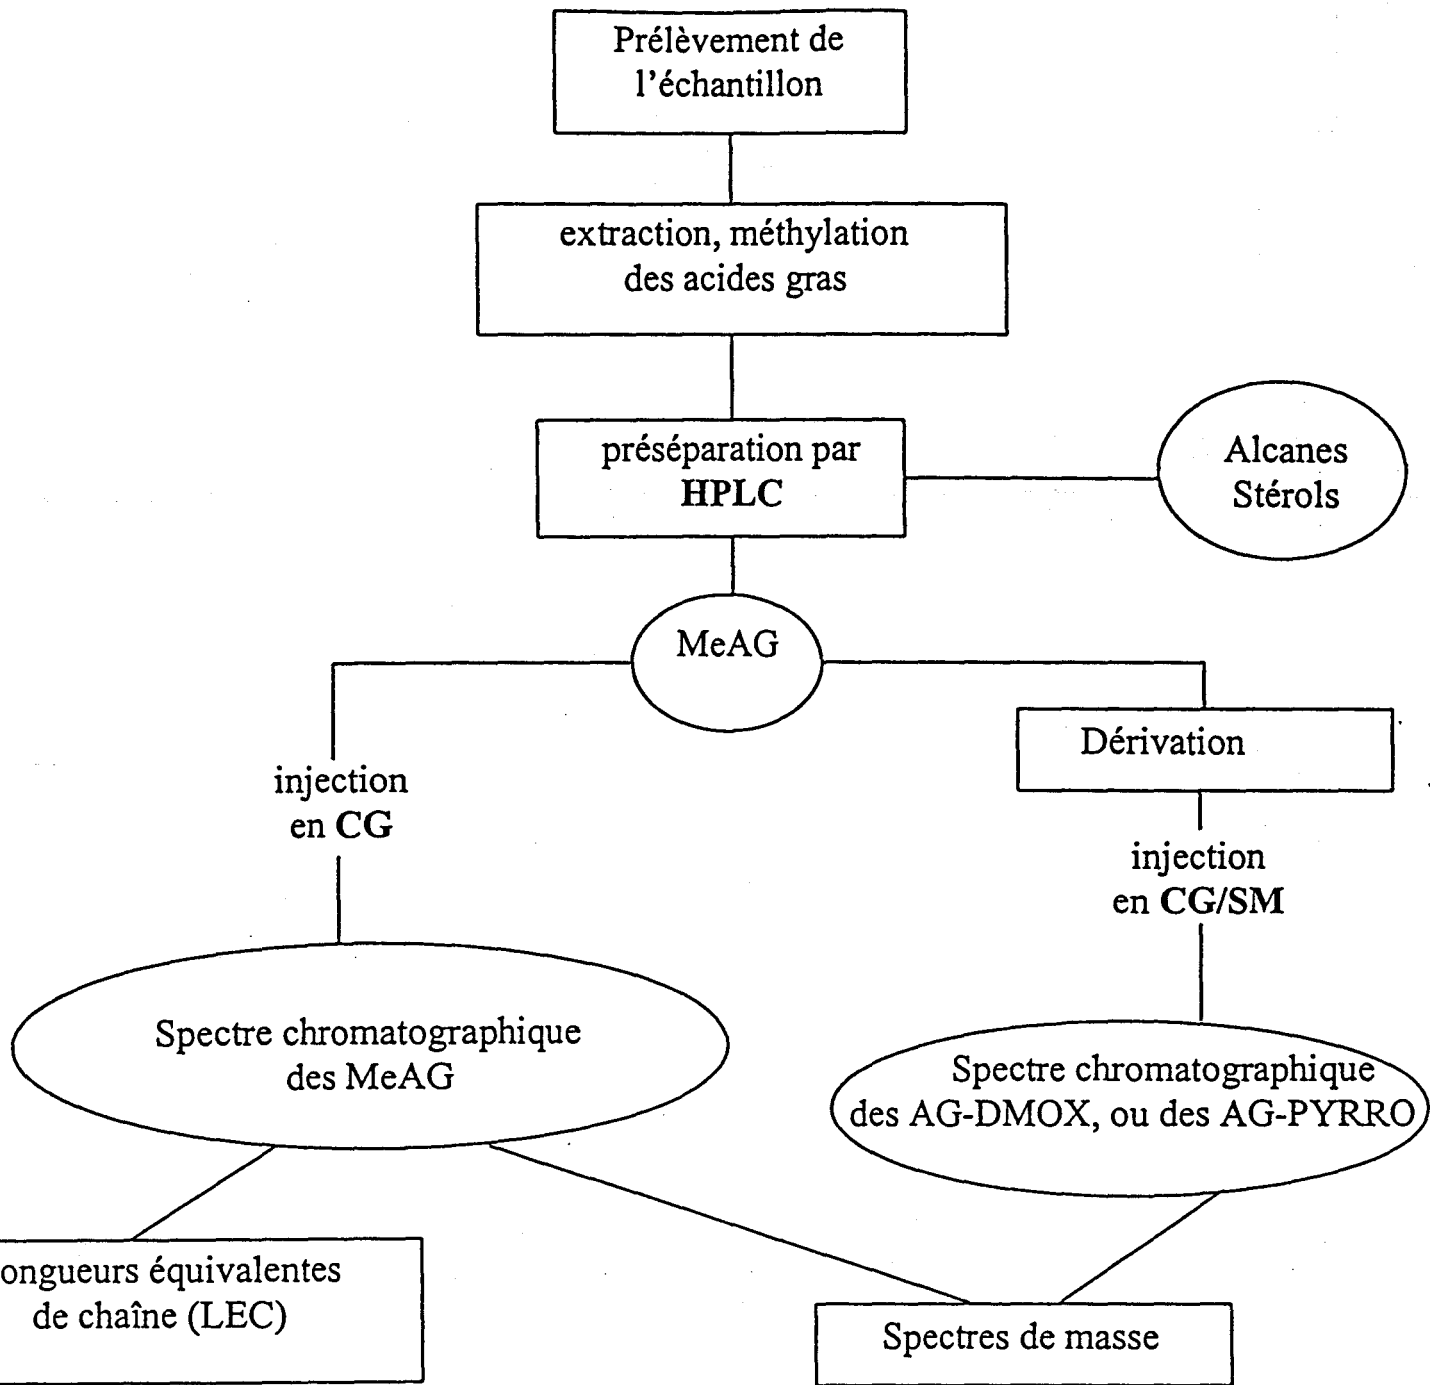 Prélèvement de
l'échantillon
extraction, méthylation
des acides gras
préséparation par
HPLC
Alcanes
Stérols
MeAG
Dérivation
injection
en CG
injection
en CG/SM
Spectre chromatographique
des MeAG
Spectre chromatographique
des AG-DMOX, ou des AG-PYRRO
ongueurs équivalentes
de chaîne (LEC)
Spectres de masse